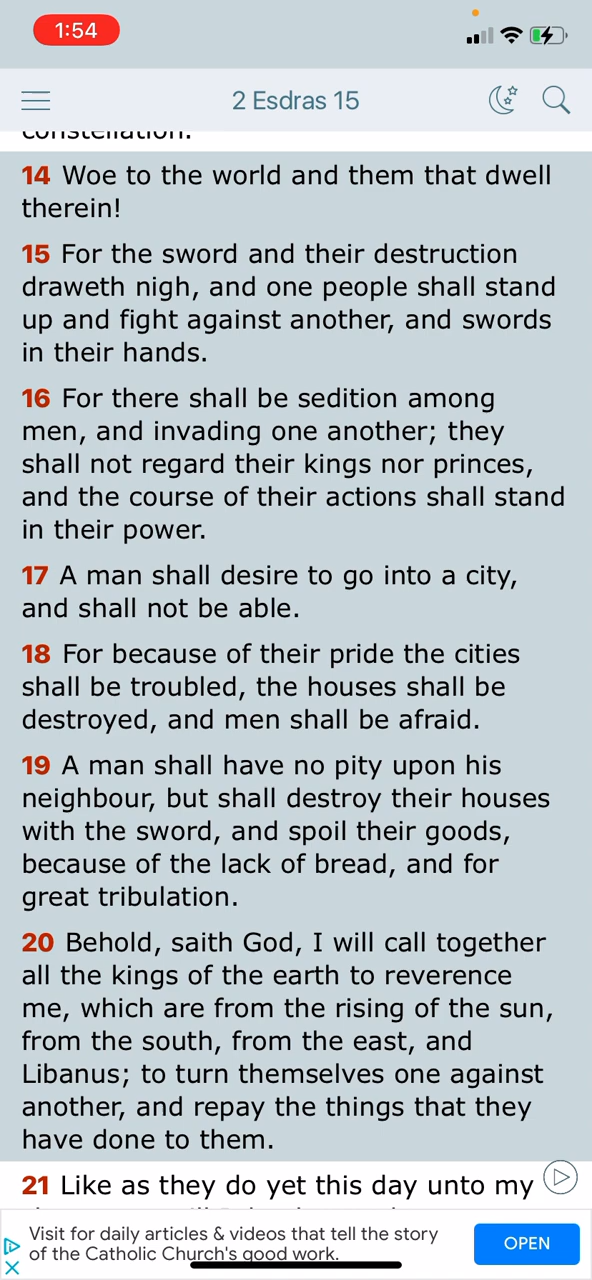 1:54
2 Esdras 15
constellation.
14 Woe to the world and them that dwell
therein!
15 For the sword and their destruction
draweth nigh, and one people shall stand
up and fight against another, and swords
in their hands.
16 For there shall be sedition among
men, and invading one another; they
shall not regard their kings nor princes,
and the course of their actions shall stand
in their power.
17 A man shall desire to go into a city,
and shall not be able.
18 For because of their pride the cities
shall be troubled, the houses shall be
destroyed, and men shall be afraid.
19 A man shall have no pity upon his
neighbour, but shall destroy their houses
with the sword, and spoil their goods,
because of the lack of bread, and for
great tribulation.
20 Behold, saith God, I will call together
all the kings of the earth to reverence
me, which are from the rising of the sun,
from the south, from the east, and
Libanus; to turn themselves one against
another, and repay the things that they
have done to them.
21 Like as they do yet this day unto my
Visit for daily articles & videos that tell the story
of the Catholic Church's good work.
OPEN